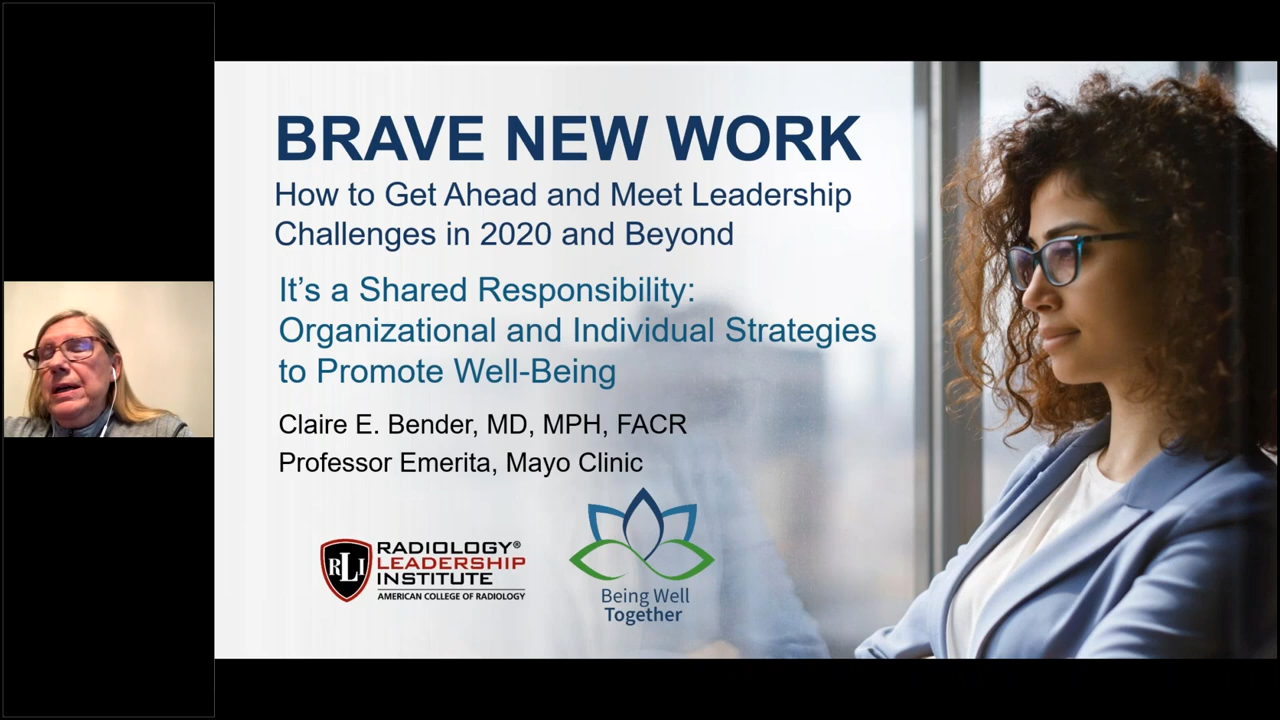 BRAVE NEW WORK
How to Get Ahead and Meet Leadership
Challenges in 2020 and Beyond
It's a Shared Responsibility:
Organizational and Individual Strategies
to Promote Well-Being
Claire E. Bender, MD, MPH, FACR
Professor Emerita, Mayo Clinic
RLI
RADIOLOGY®
LEADERSHIP
INSTITUTE
AMERICAN COLLEGE OF RADIOLOGY
Being Well
Together